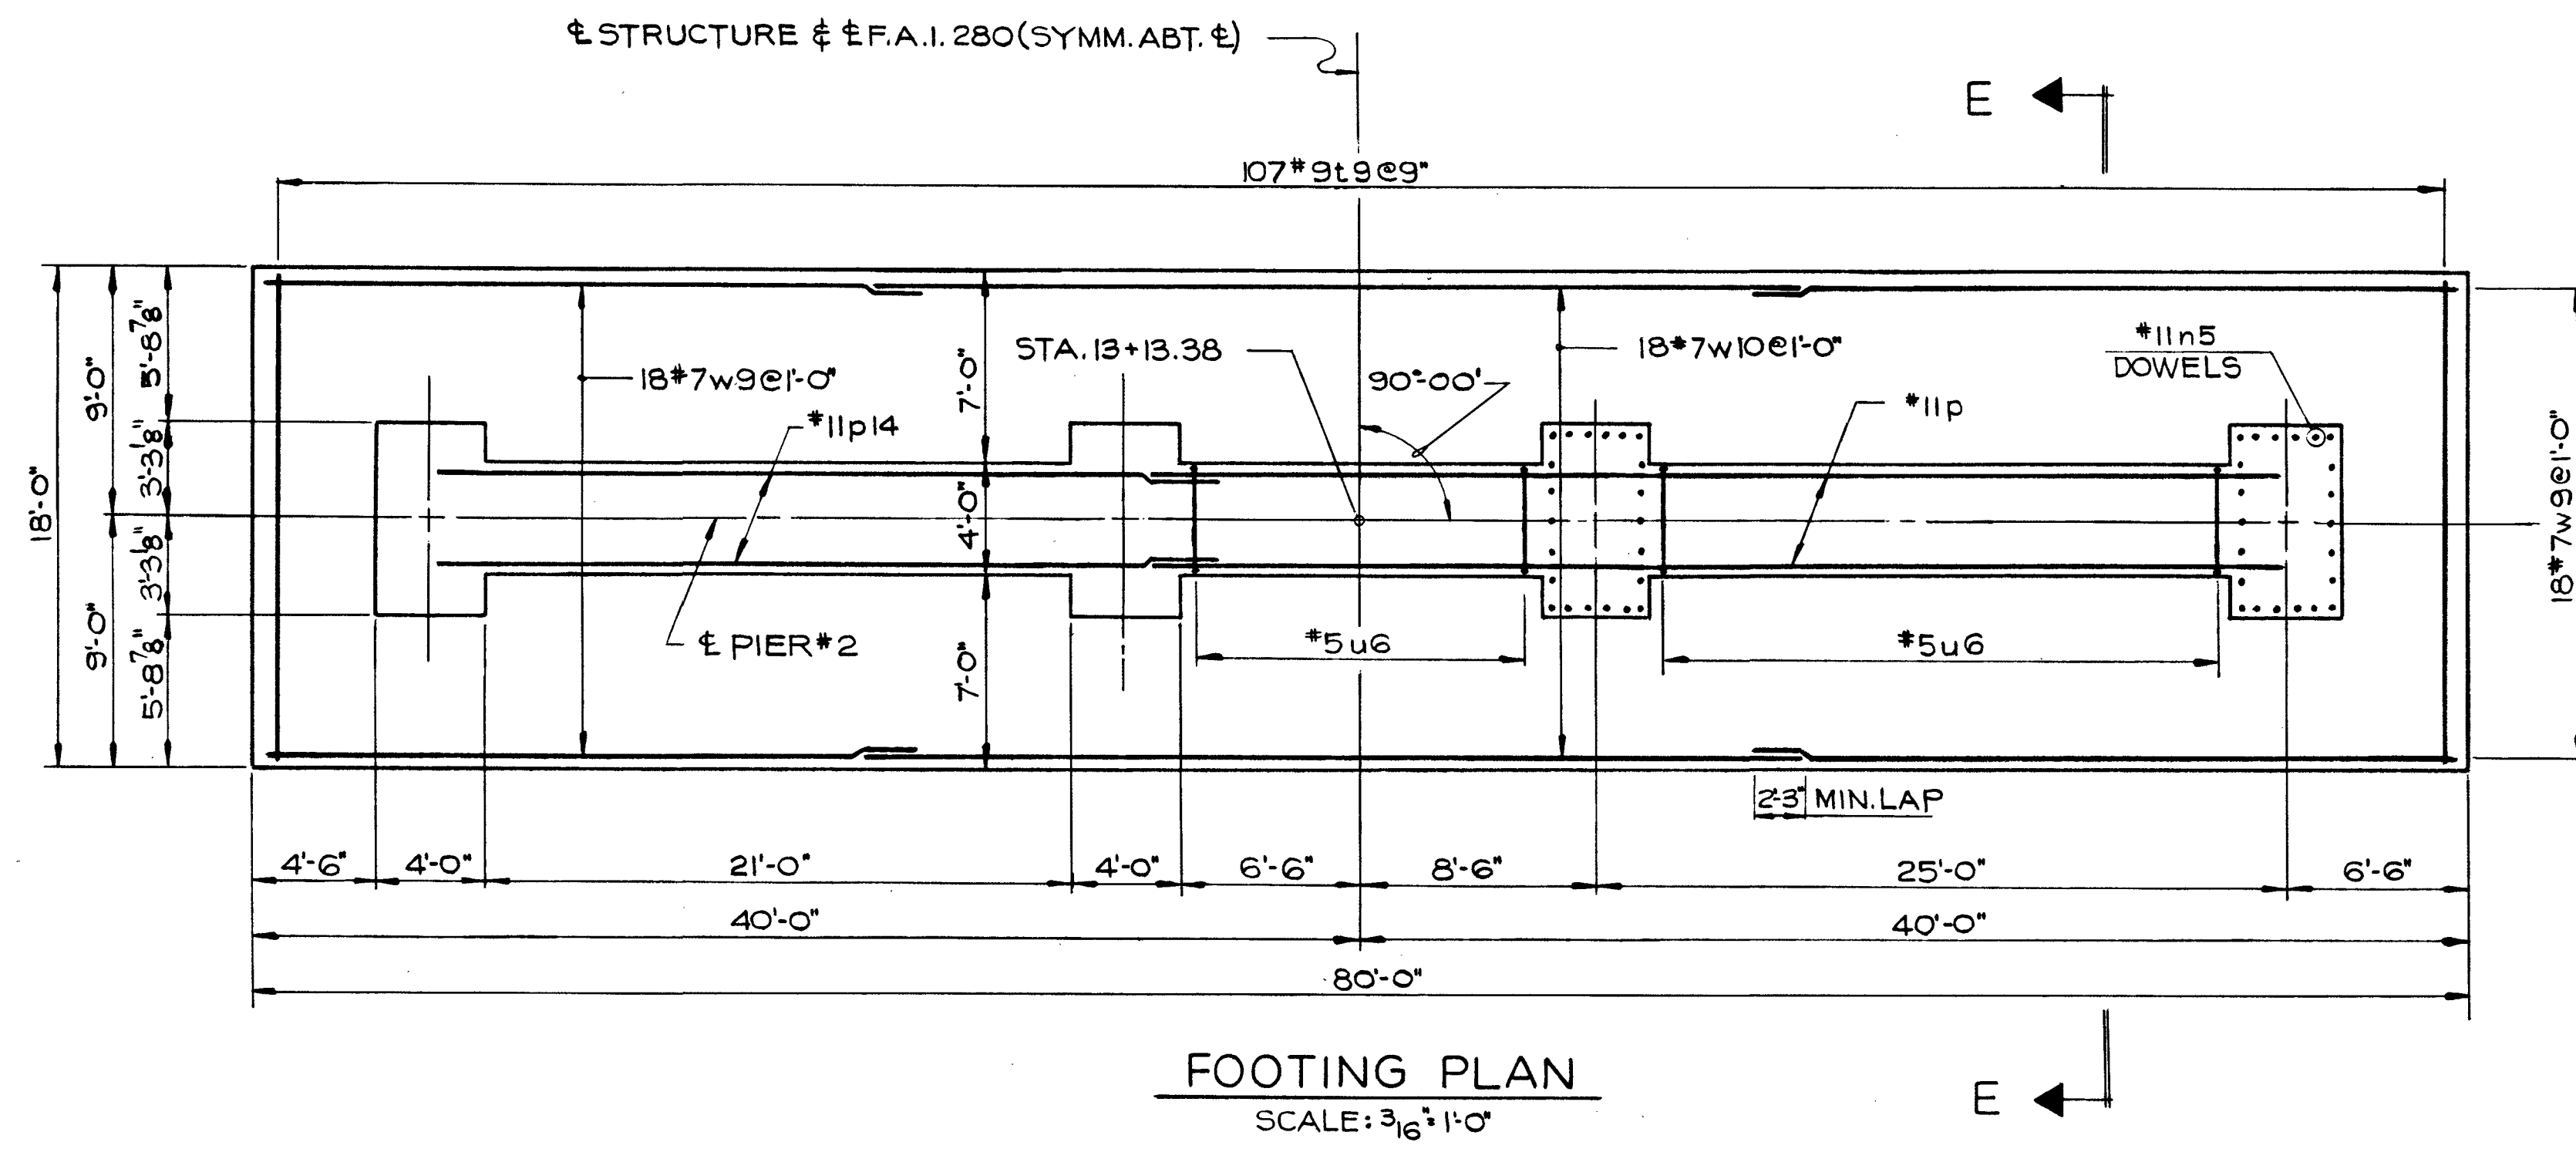 ℄ STRUCTURE & ℄ F.A.I. 280 (SYMM. ABT. ℄)
E
107#9t9@9"
18'-0"
9'-0"
9'-0"
5'-8⅞"
3'-3⅛"
3'-3⅛"
5'-8⅞"
18#7w9@1'-0"
#11p14
7'-0"
4'-0"
7'-0"
STA. 13+13.38
90°-00'
18#7w10@1'-0"
#11n5
DOWELS
#11p
18#7w9@1'-0"
℄ PIER #2
#5u6
#5u6
2'-3" MIN. LAP
4'-6"
4'-0"
21'-0"
4'-0"
6'-6"
8'-6"
25'-0"
6'-6"
40'-0"
40'-0"
80'-0"
FOOTING PLAN
SCALE: 3/16" = 1'-0"
E